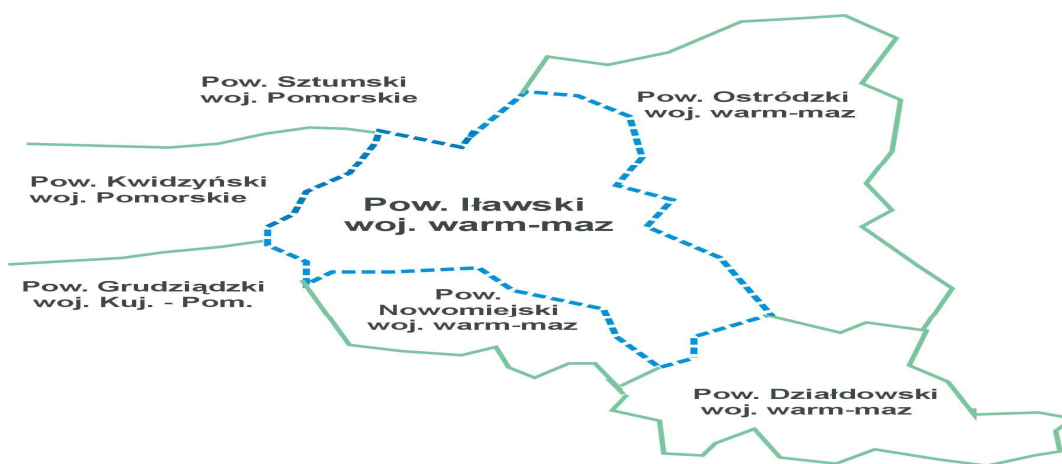 Pow. Sztumski
woj. Pomorskie
Pow. Ostródzki
woj. warm-maz
Pow. Kwidzyński
woj. Pomorskie
Pow. Iławski
woj. warm-maz
Pow. Grudziądzki
woj. Kuj. - Pom.
Pow.
Nowomiejski
woj. warm-maz
Pow. Działdowski
woj. warm-maz